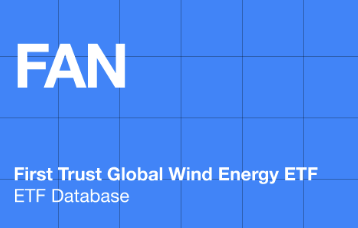 FAN
First Trust Global Wind Energy ETF
ETF Database